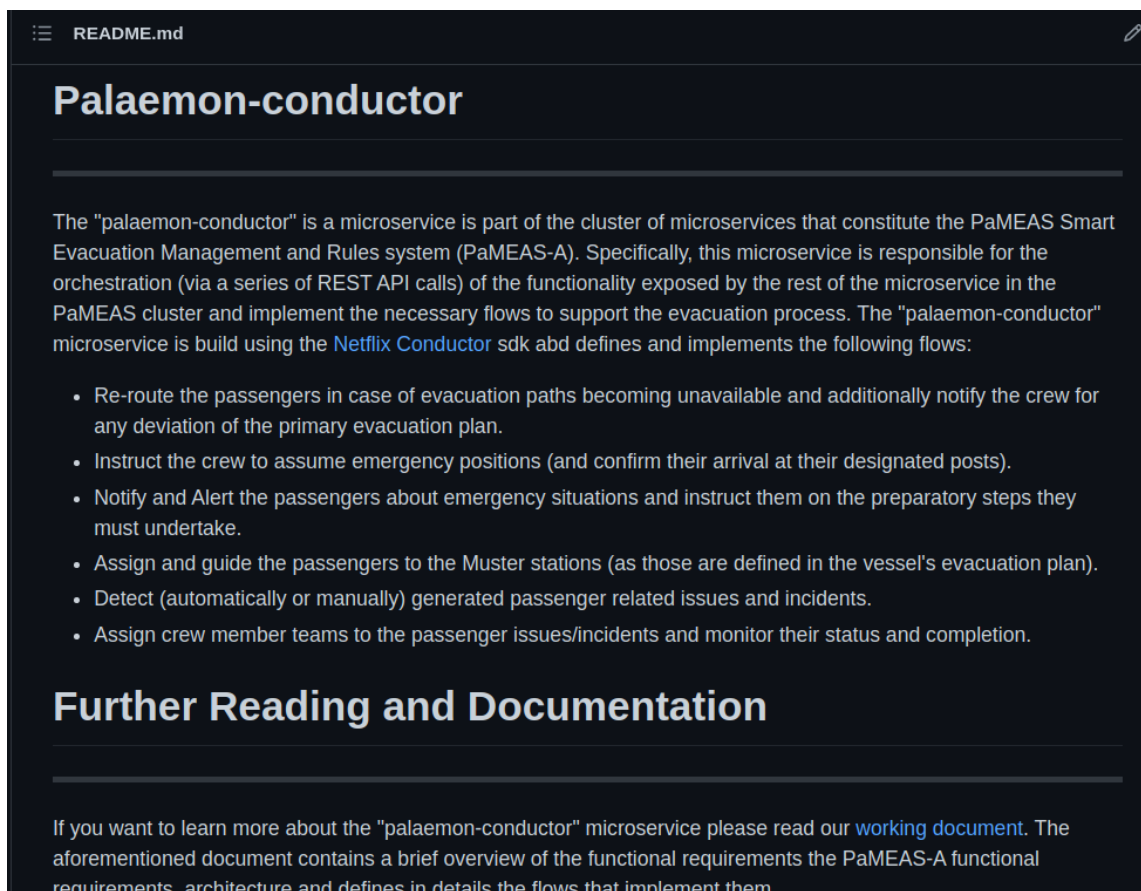 README.md
Palaemon-conductor
The "palaemon-conductor" is a microservice is part of the cluster of microservices that constitute the PaMEAS Smart
Evacuation Management and Rules system (PaMEAS-A). Specifically, this microservice is responsible for the
orchestration (via a series of REST API calls) of the functionality exposed by the rest of the microservice in the
PaMEAS cluster and implement the necessary flows to support the evacuation process. The "palaemon-conductor"
microservice is build using the Netflix Conductor sdk abd defines and implements the following flows:
• Re-route the passengers in case of evacuation paths becoming unavailable and additionally notify the crew for
any deviation of the primary evacuation plan.
• Instruct the crew to assume emergency positions (and confirm their arrival at their designated posts).
• Notify and Alert the passengers about emergency situations and instruct them on the preparatory steps they
must undertake.
• Assign and guide the passengers to the Muster stations (as those are defined in the vessel's evacuation plan).
• Detect (automatically or manually) generated passenger related issues and incidents.
• Assign crew member teams to the passenger issues/incidents and monitor their status and completion.
Further Reading and Documentation
If you want to learn more about the "palaemon-conductor" microservice please read our working document. The
aforementioned document contains a brief overview of the functional requirements the PaMEAS-A functional
requirements, architecture and defines in details the flows that implement them.